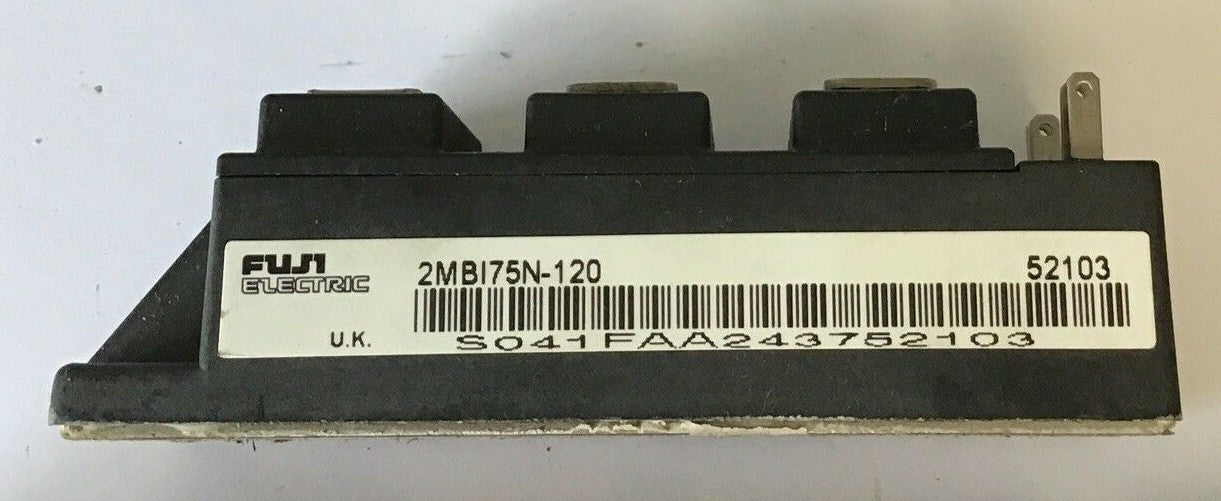 FUJI
ELECTRIC
2MBI75N-120 52103
U.K.
S041FAA243752103